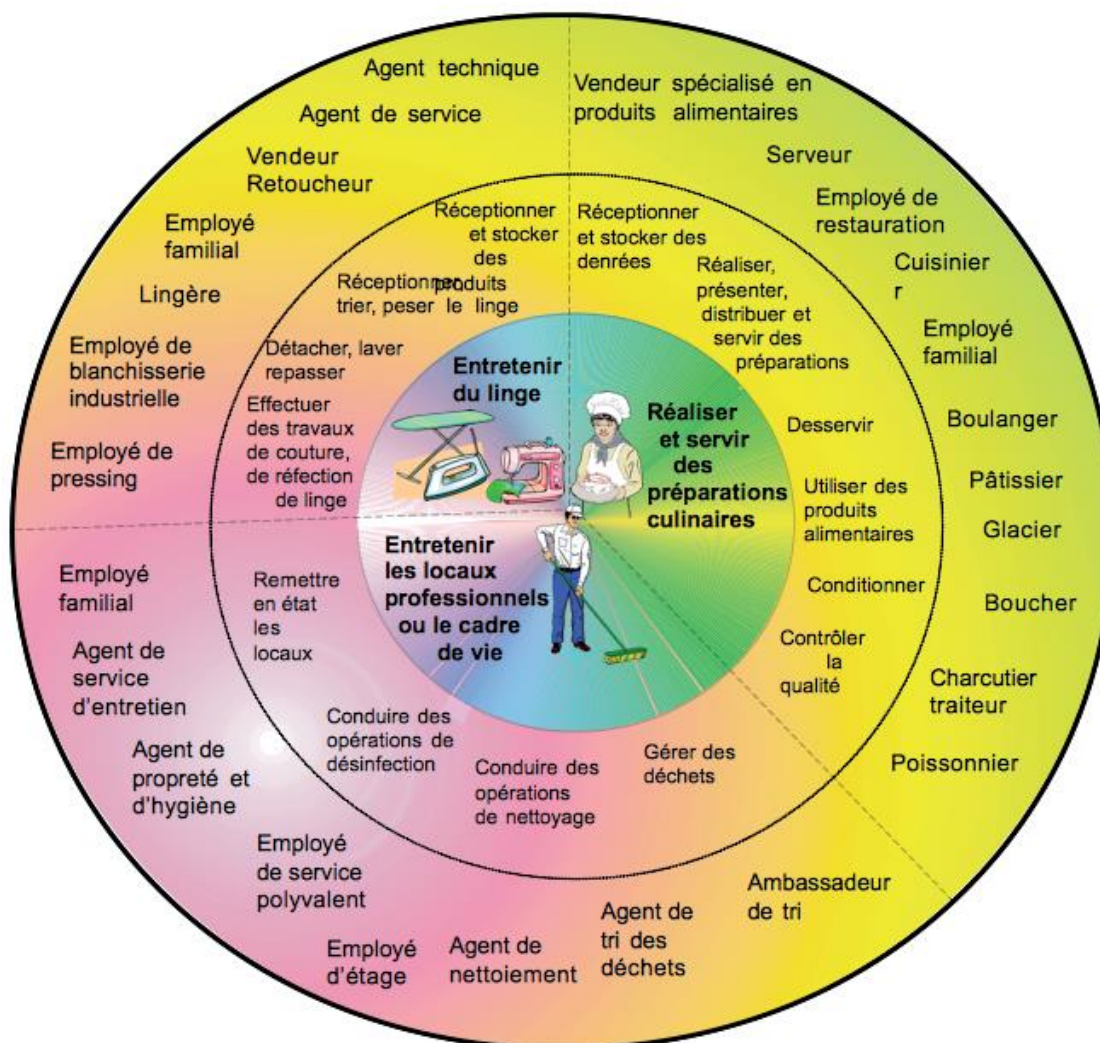 Agent technique
Agent de service
Vendeur
Retoucheur
Employé
familial
Lingère
Employé de
blanchisserie
industrielle
Employé de
pressing
Vendeur spécialisé en
produits alimentaires
Serveur
Employé de
restauration
Cuisinier
r
Employé
familial
Boulanger
Pâtissier
Glacier
Boucher
Charcutier
traiteur
Poissonnier
Réceptionner
et stocker
des
produits
Réceptionner,
trier, peser le linge
Détacher, laver
repasser
Effectuer
des travaux
de couture,
de réfection
de linge
Réceptionner
et stocker des
denrées
Réaliser,
présenter,
distribuer et
servir des
préparations
Desservir
Utiliser des
produits
alimentaires
Conditionner
Contrôler
la
qualité
Entretenir
du linge
Réaliser
et servir
des
préparations
culinaires
Entretenir
les locaux
professionnels
ou le cadre
de vie
Remettre
en état
les
locaux
Conduire des
opérations de
désinfection
Conduire des
opérations
de nettoyage
Gérer des
déchets
Employé
familial
Agent de
service
d'entretien
Agent de
propreté et
d'hygiène
Employé
de service
polyvalent
Employé
d'étage
Agent de
nettoiement
Agent de
tri des
déchets
Ambassadeur
de tri